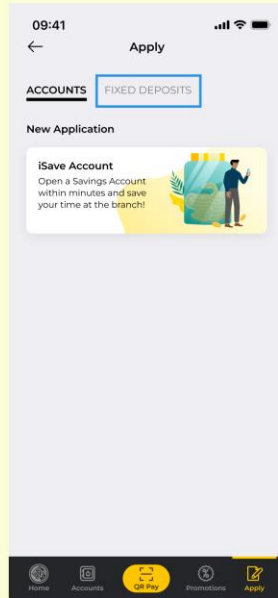 09:41
Apply
ACCOUNTS FIXED DEPOSITS
New Application
iSave Account
Open a Savings Account
within minutes and save
your time at the branch!
Home Accounts QR Pay Promotions Apply